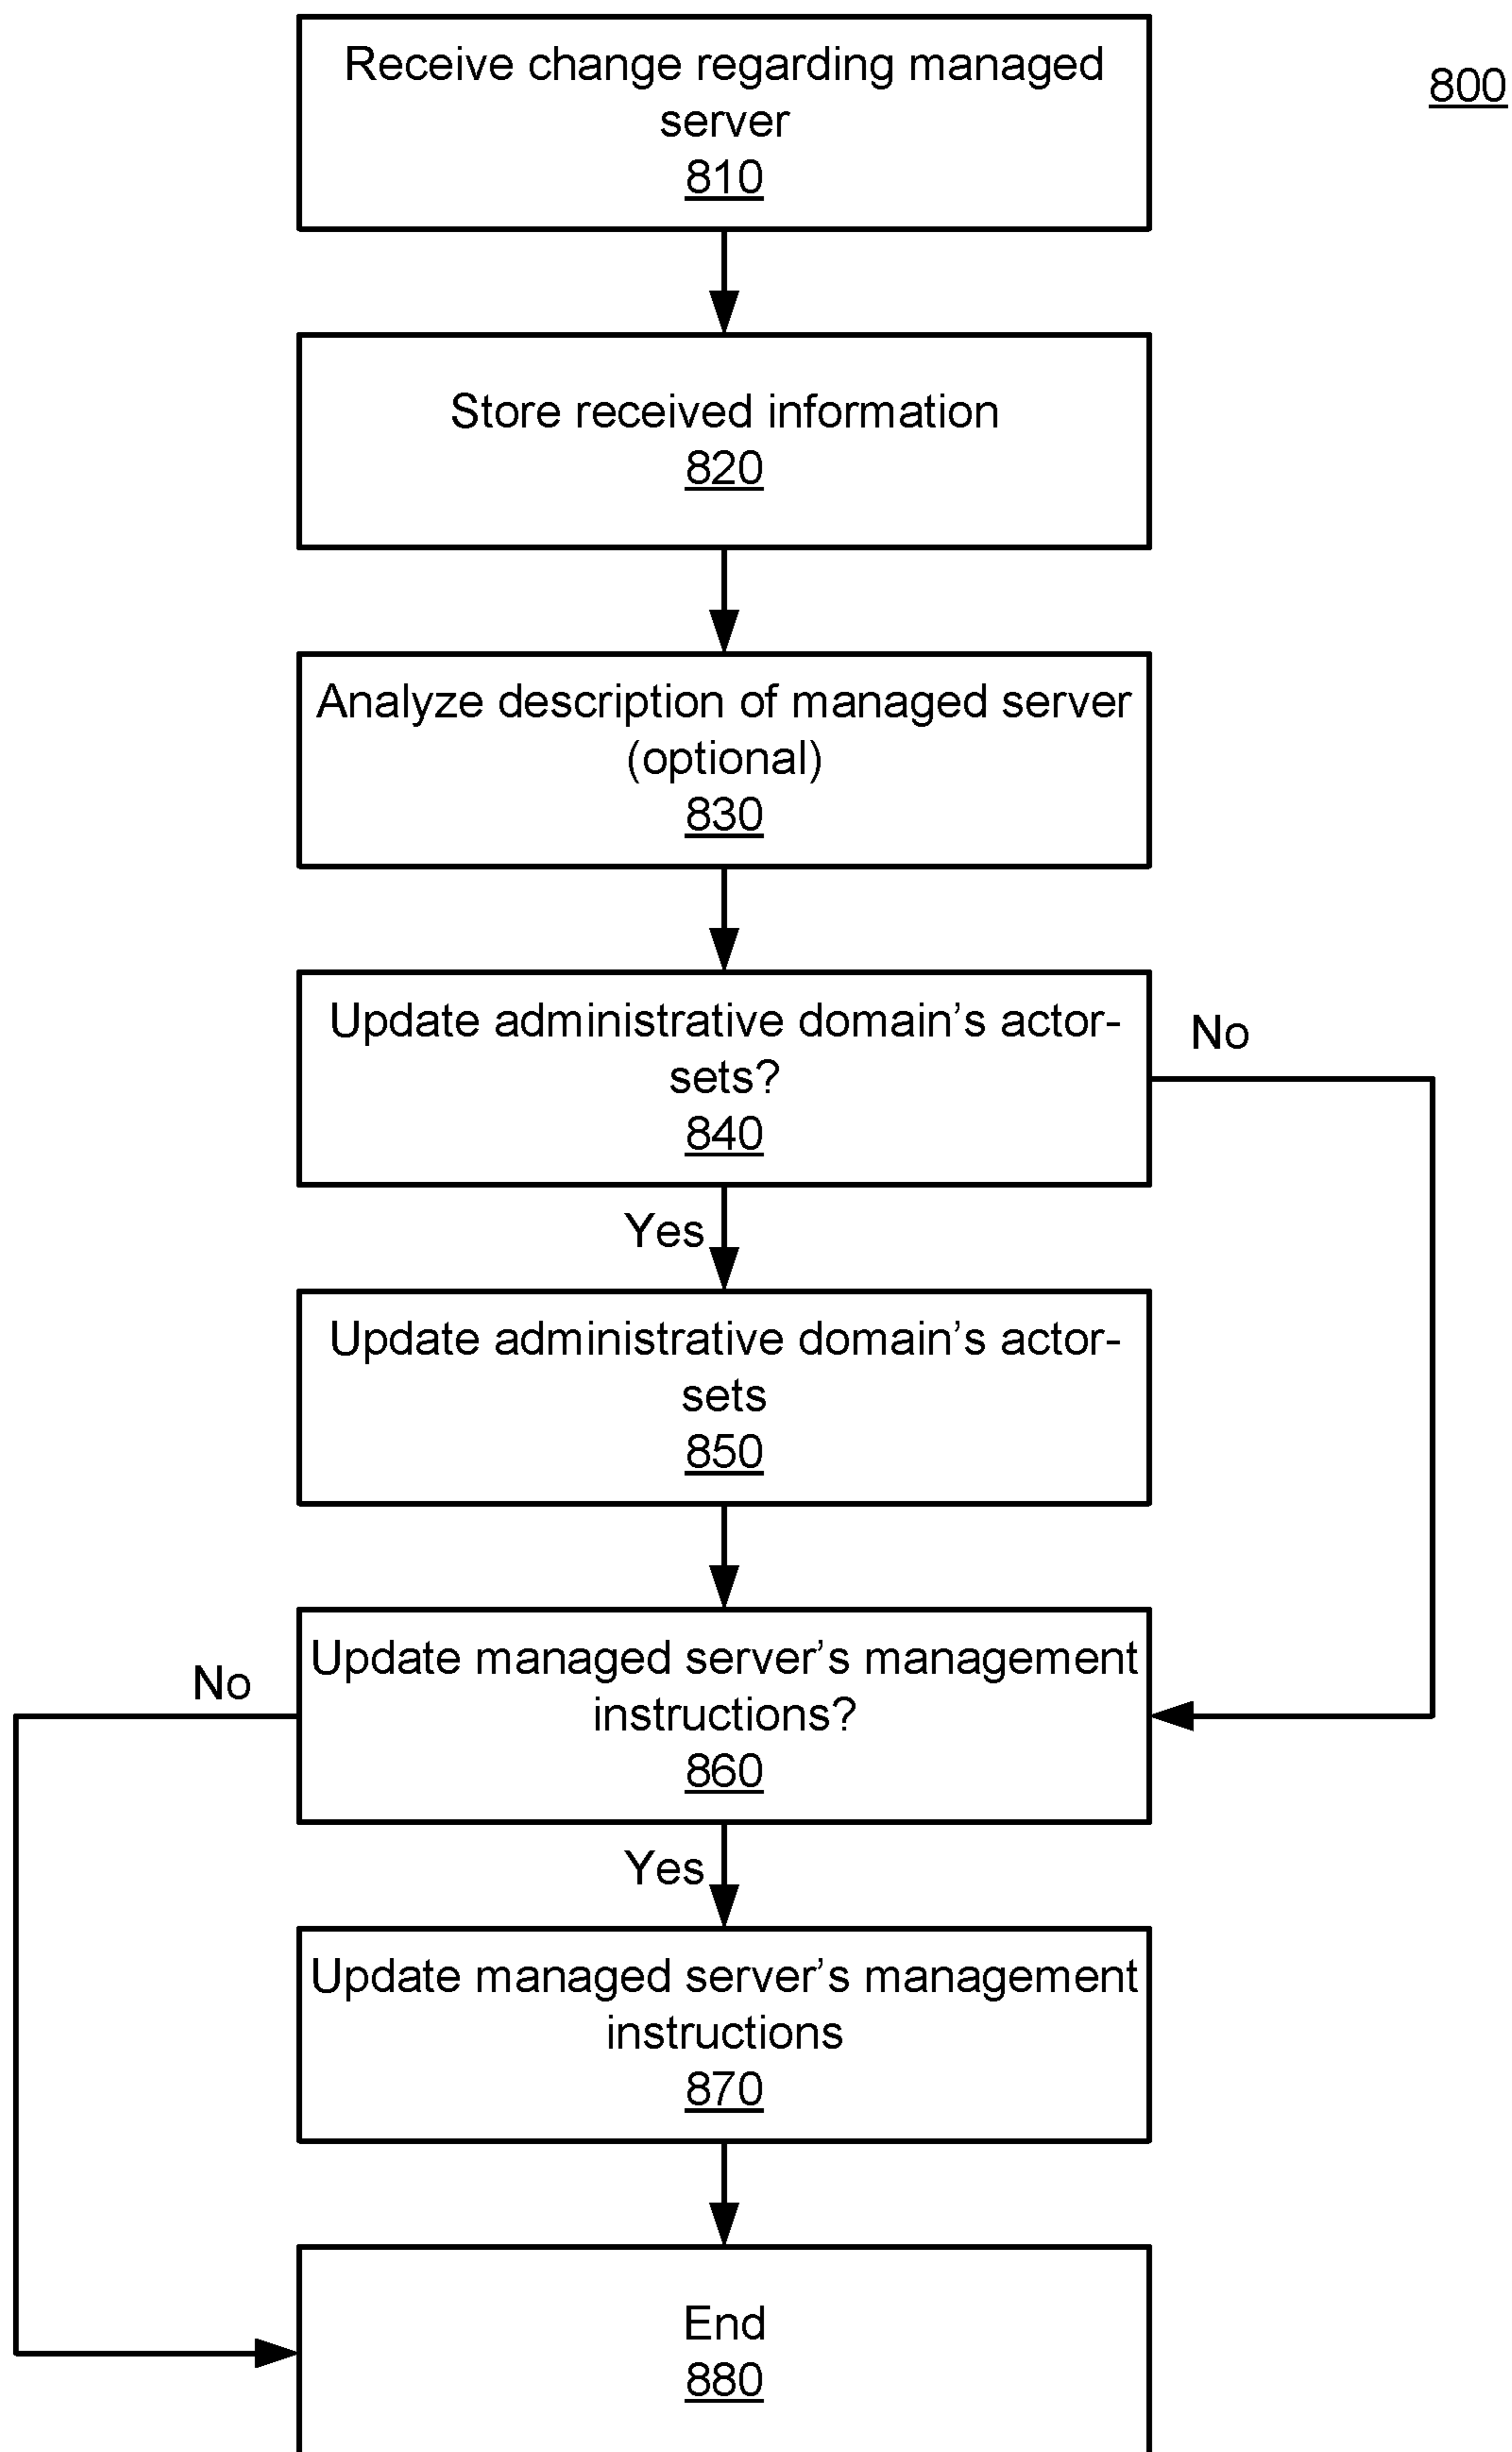 Receive change regarding managed
server
810
800
Store received information
820
Analyze description of managed server
(optional)
830
Update administrative domain’s actor-
sets?
840
No
Yes
Update administrative domain’s actor-
sets
850
Update managed server’s management
instructions?
860
No
Yes
Update managed server’s management
instructions
870
End
880